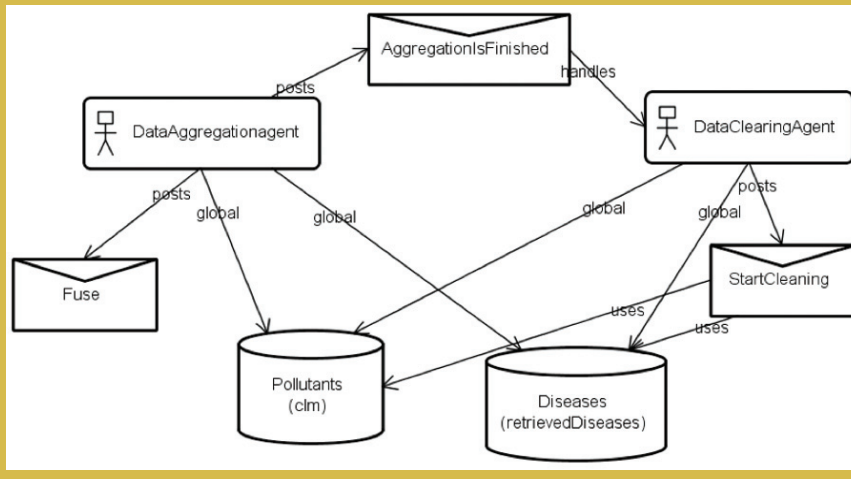 AggregationIsFinished
posts
handles
DataAggregationagent
DataClearingAgent
posts
global
global
global
global
posts
Fuse
StartCleaning
uses
uses
Pollutants
(clm)
Diseases
(retrievedDiseases)